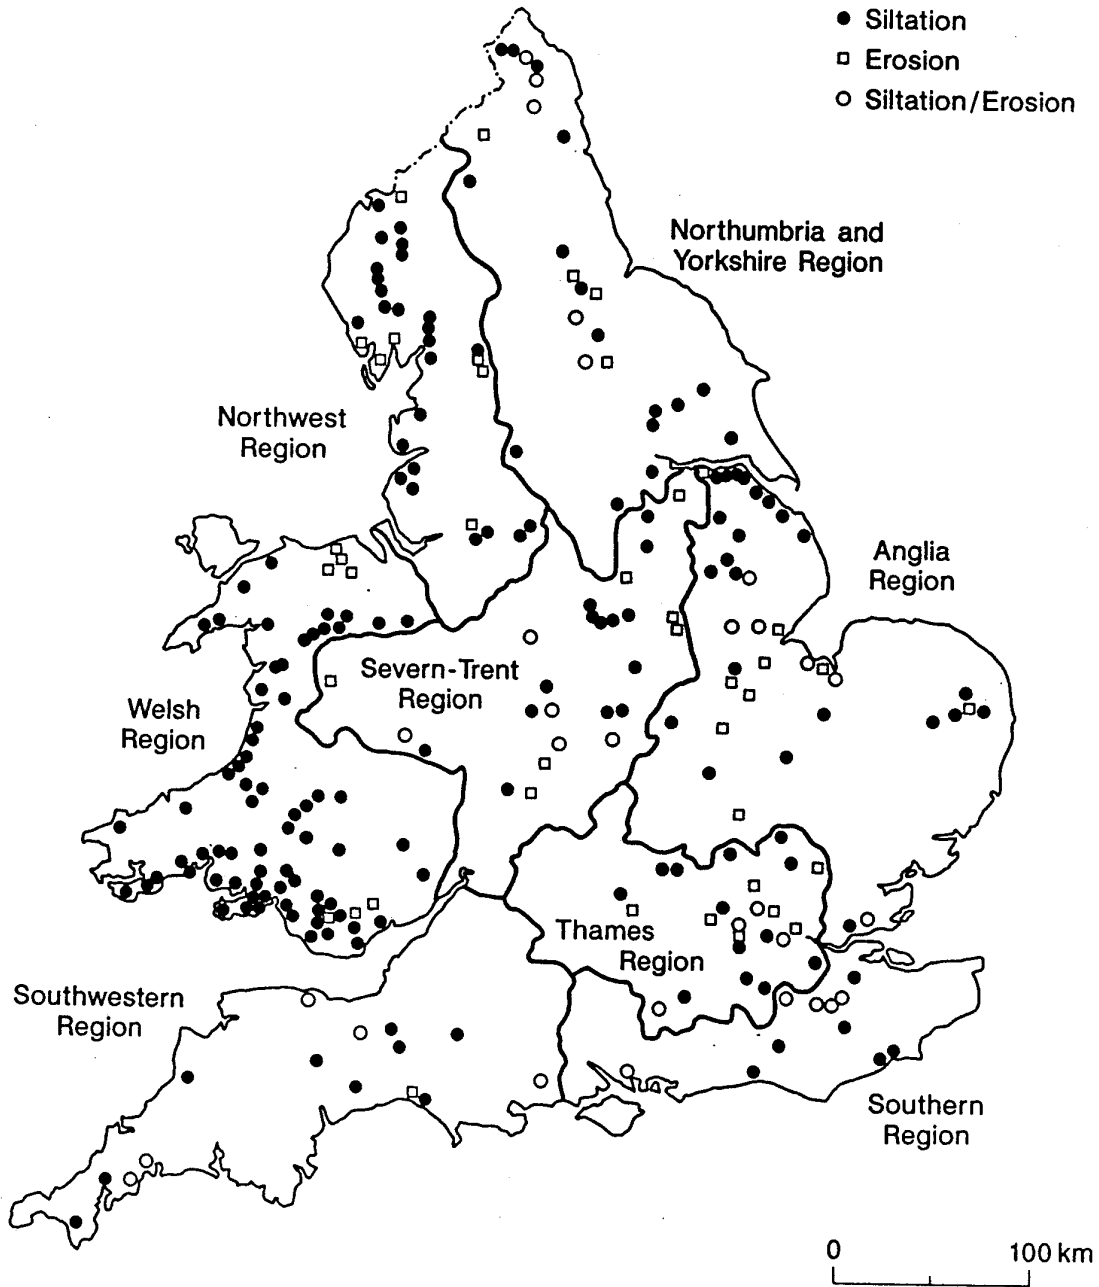 Siltation
Erosion
Siltation/Erosion
Northumbria and
Yorkshire Region
Northwest
Region
Anglia
Region
Severn-Trent
Region
Welsh
Region
Thames
Region
Southwestern
Region
Southern
Region
0 100 km